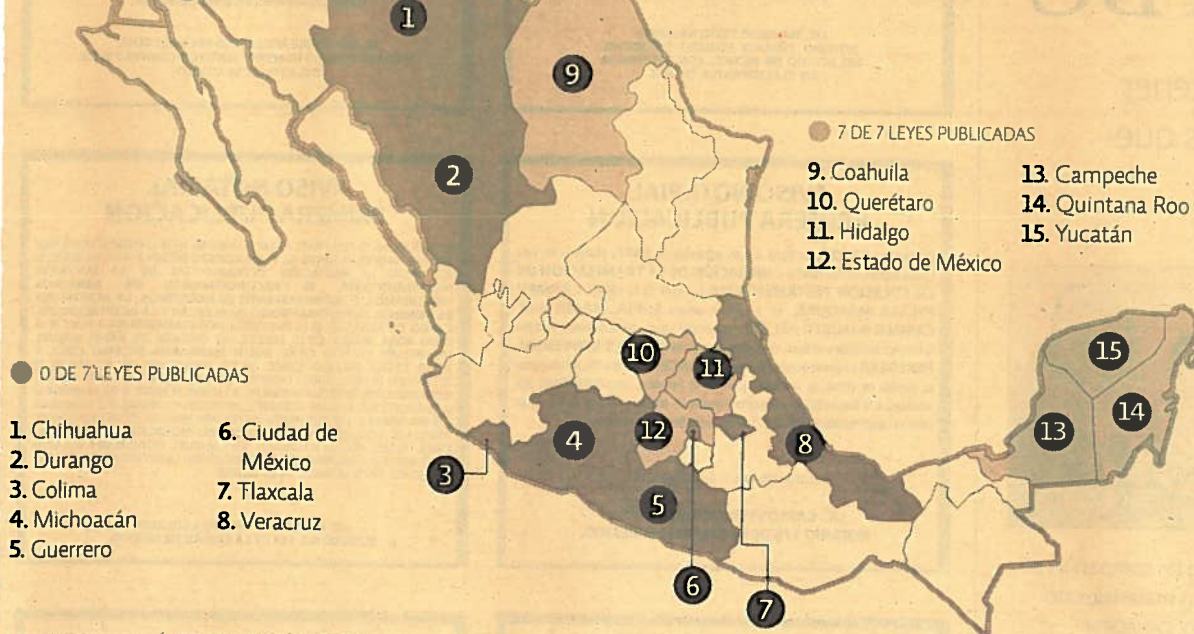 1
9
2
7 DE 7 LEYES PUBLICADAS
9. Coahuila
10. Querétaro
11. Hidalgo
12. Estado de México
13. Campeche
14. Quintana Roo
15. Yucatán
10
11
15
14
13
12
4
8
3
5
6
7
0 DE 7 LEYES PUBLICADAS
1. Chihuahua
2. Durango
3. Colima
4. Michoacán
5. Guerrero
6. Ciudad de
México
7. Tlaxcala
8. Veracruz